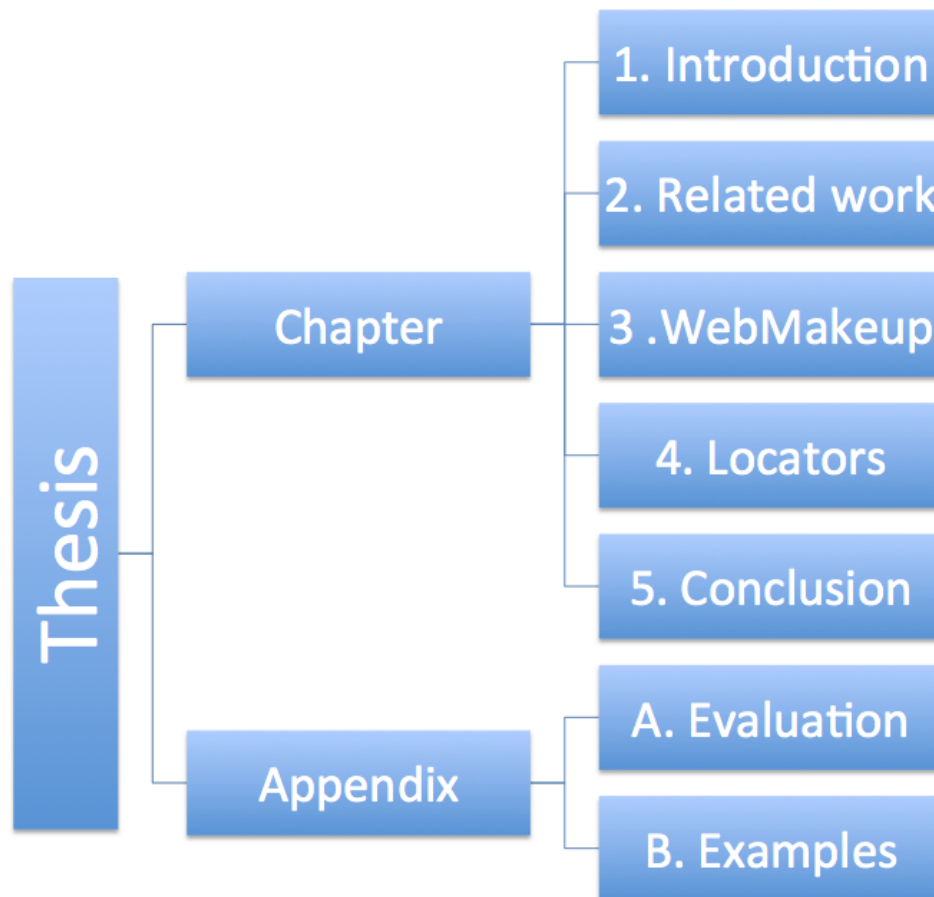 Thesis
Chapter
1. Introduction
2. Related work
3 .WebMakeup
4. Locators
5. Conclusion
Appendix
A. Evaluation
B. Examples